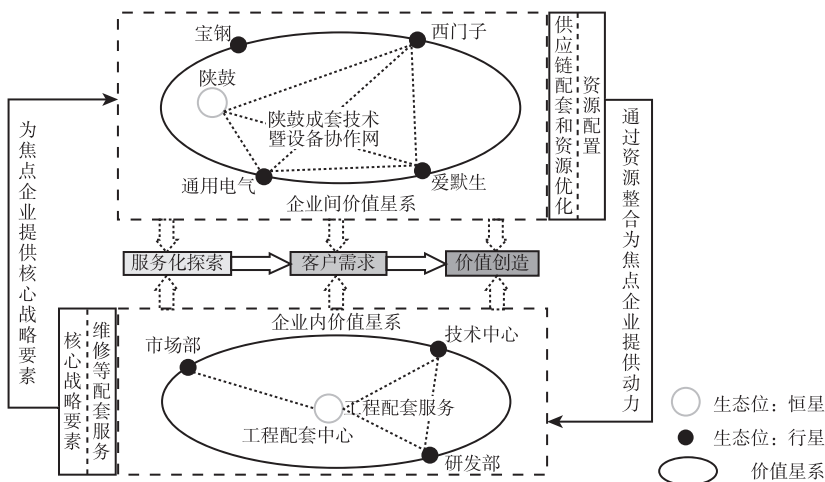 宝钢
西门子
陕鼓
陕鼓成套技术
暨设备协作网
通用电气
爱默生
企业间价值星系
供应链配套和资源优化
资源配置
为焦点企业提供核心战略要素
通过资源整合为焦点企业提供动力
服务化探索
客户需求
价值创造
企业内价值星系
市场部
技术中心
工程配套服务
工程配套中心
研发部
核心战略要素
维修等配套服务
生态位：恒星
生态位：行星
价值星系